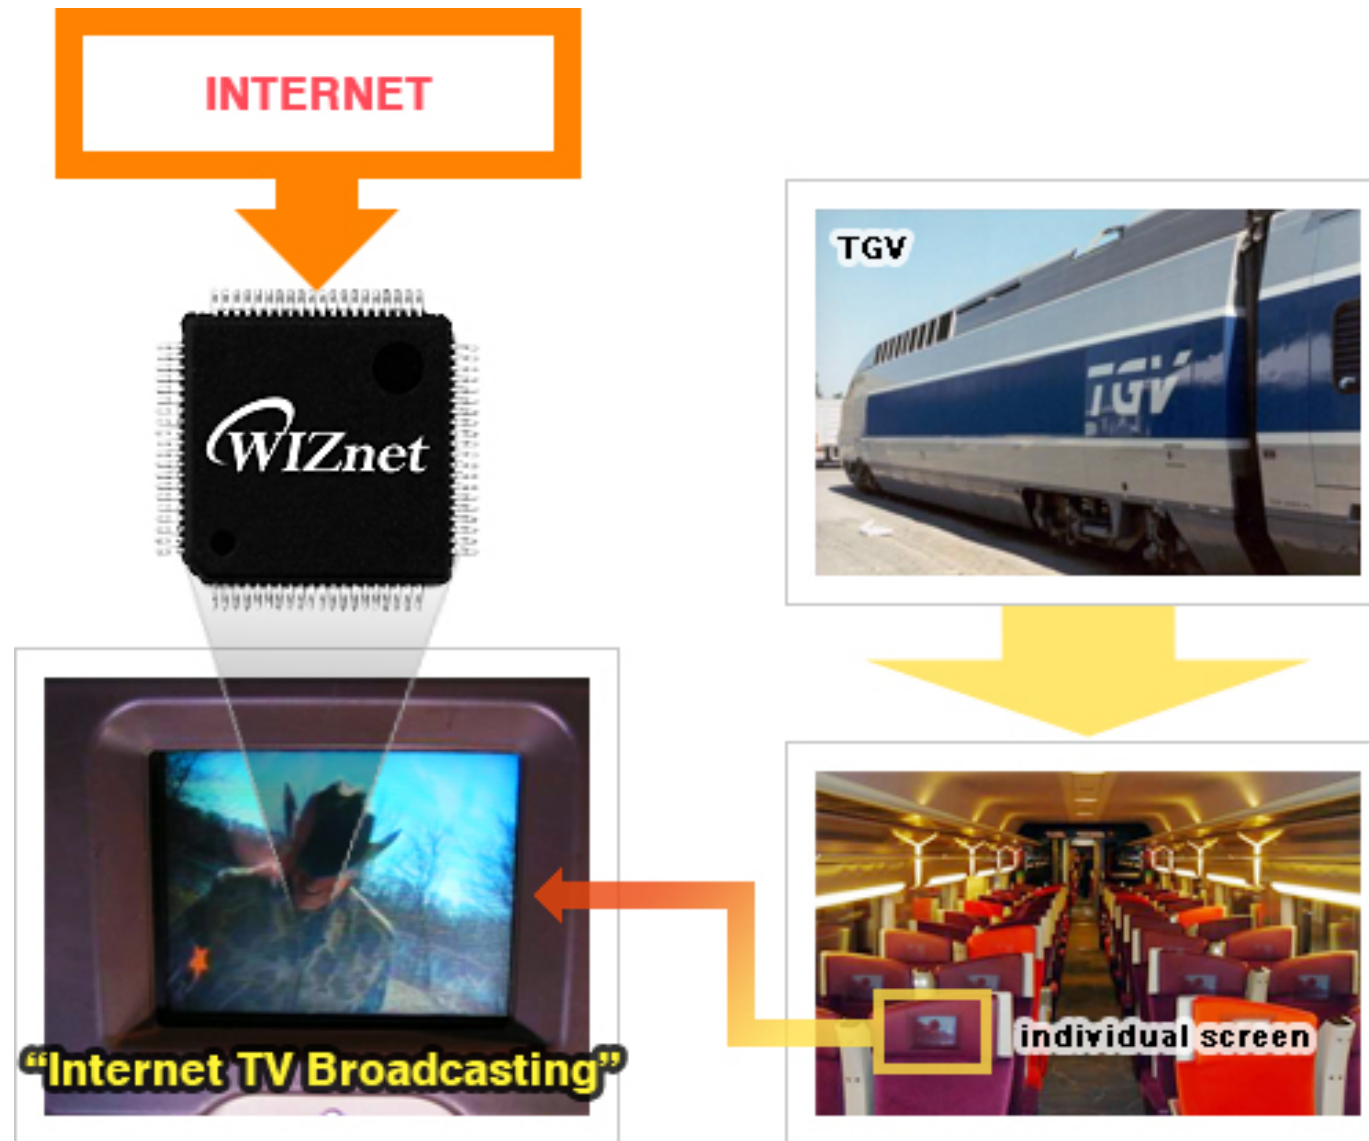 INTERNET
TGV
TGV
WIZnet
individual screen
“Internet TV Broadcasting”